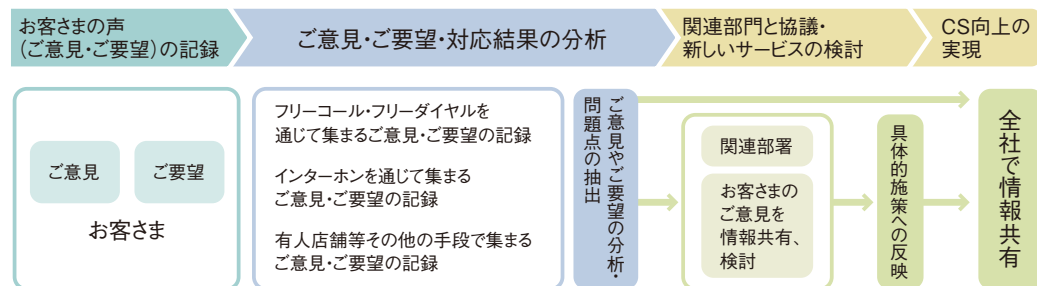 お客さまの声
(ご意見・ご要望)の記録
ご意見・ご要望・対応結果の分析
関連部門と協議・
新しいサービスの検討
CS向上の
実現
ご意見
ご要望
お客さま
フリーコール・フリーダイヤルを
通じて集まるご意見・ご要望の記録
インターホンを通じて集まる
ご意見・ご要望の記録
有人店舗等その他の手段で集まる
ご意見・ご要望の記録
ご意見やご要望の分析・
問題点の抽出
関連部署
お客さまの
ご意見を
情報共有、
検討
具体的施策への反映
全社で情報共有